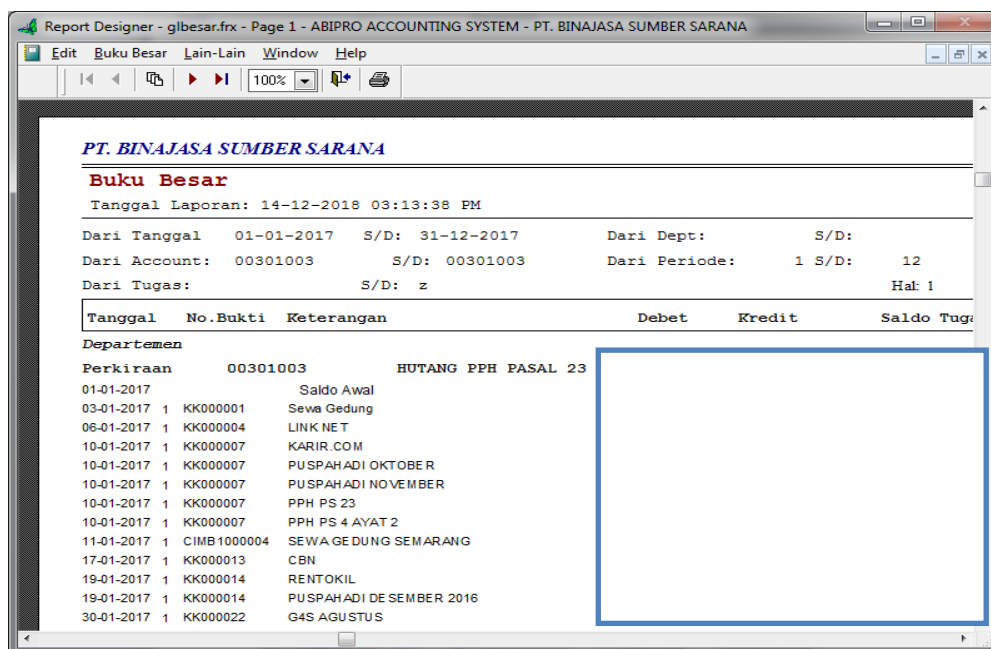 Report Designer - glbesar.frx - Page 1 - ABIPRO ACCOUNTING SYSTEM - PT. BINAJASA SUMBER SARANA
Edit Buku Besar Lain-Lain Window Help
100%
PT. BINAJASA SUMBER SARANA
Buku Besar
Tanggal Laporan: 14-12-2018 03:13:38 PM
Dari Tanggal 01-01-2017 S/D: 31-12-2017 Dari Dept: S/D:
Dari Account: 00301003 S/D: 00301003 Dari Periode: 1 S/D: 12
Dari Tugas: S/D: z Hal: 1
Tanggal No.Bukti Keterangan Debet Kredit Saldo Tuga
Departemen
Perkiraan 00301003 HUTANG PPH PASAL 23
01-01-2017 Saldo Awal
03-01-2017 1 KK000001 Sewa Gedung
06-01-2017 1 KK000004 LINK NET
10-01-2017 1 KK000007 KARIR.COM
10-01-2017 1 KK000007 PUSPAHADI OKTOBER
10-01-2017 1 KK000007 PUSPAHADI NOVEMBER
10-01-2017 1 KK000007 PPH PS 23
10-01-2017 1 KK000007 PPH PS 4 AYAT 2
11-01-2017 1 CIMB1000004 SEWA GEDUNG SEMARANG
17-01-2017 1 KK000013 CBN
19-01-2017 1 KK000014 RENTOKIL
19-01-2017 1 KK000014 PUSPAHADI DESEMBER 2016
30-01-2017 1 KK000022 G4S AGUSTUS